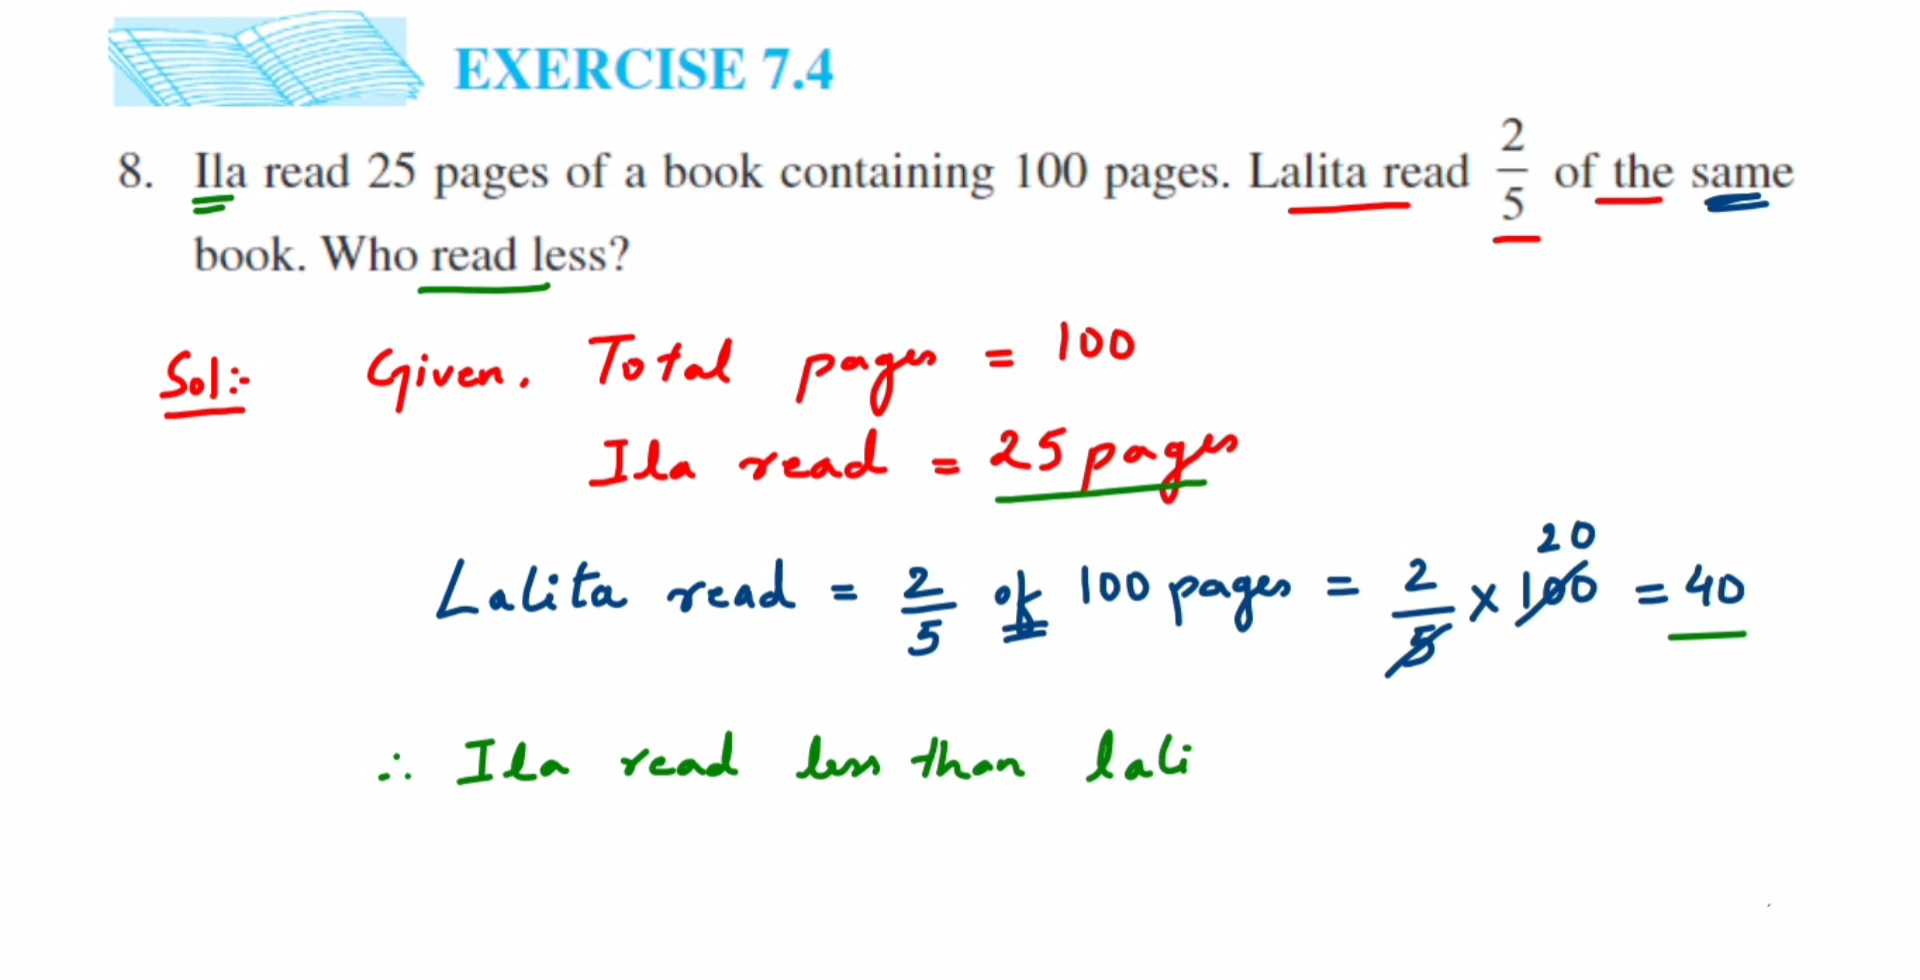 EXERCISE 7.4
8. Ila read 25 pages of a book containing 100 pages. Lalita read 2/5 of the same
book. Who read less?
Sol:- Given. Total pages = 100
Ila read = 25 pages
Lalita read = 2/5 of 100 pages = 2/5 x 100 20 = 40
∴ Ila read less than lali